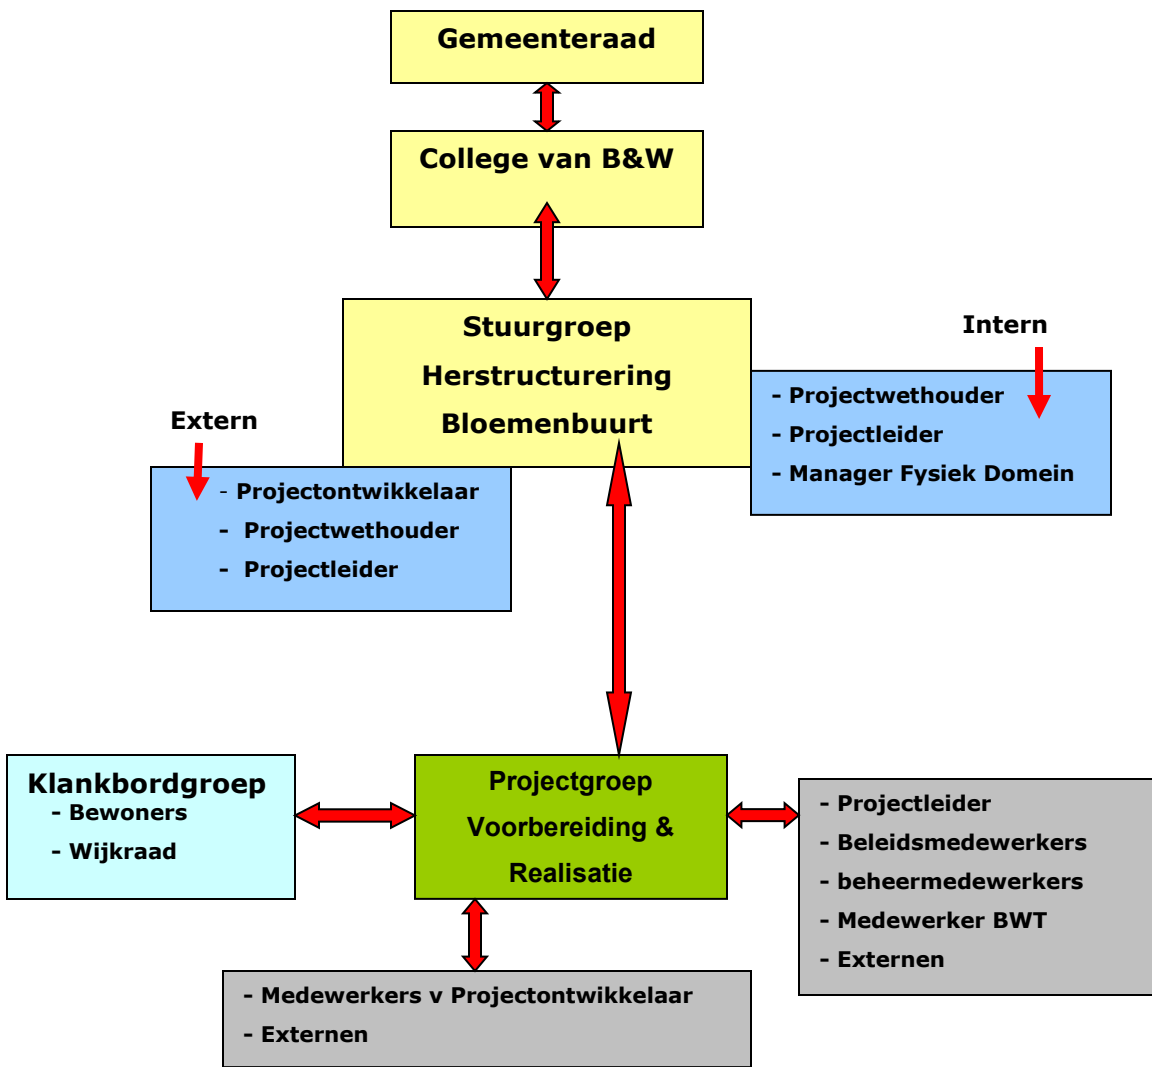 Gemeenteraad
College van B&W
Stuurgroep
Herstructurering
Bloemenbuurt
Intern
- Projectwethouder
- Projectleider
- Manager Fysiek Domein
Extern
- Projectontwikkelaar
- Projectwethouder
- Projectleider
Klankbordgroep
- Bewoners
- Wijkraad
Projectgroep
Voorbereiding &
Realisatie
- Projectleider
- Beleidsmedewerkers
- beheermedewerkers
- Medewerker BWT
- Externen
- Medewerkers v Projectontwikkelaar
- Externen